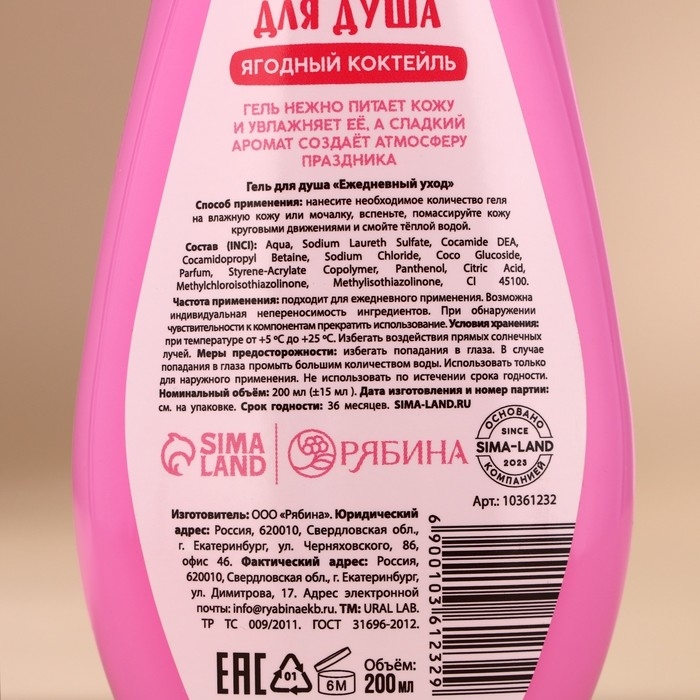 ДЛЯ ДУША
ЯГОДНЫЙ КОКТЕЙЛЬ
ГЕЛЬ НЕЖНО ПИТАЕТ КОЖУ
И УВЛАЖНЯЕТ ЕЁ, А СЛАДКИЙ
АРОМАТ СОЗДАЁТ АТМОСФЕРУ
ПРАЗДНИКА
Гель для душа «Ежедневный уход»
Способ применения: нанесите необходимое количество геля
на влажную кожу или мочалку, вспеньте, помассируйте кожу
круговыми движениями и смойте тёплой водой.
Состав (INCI): Aqua, Sodium Laureth Sulfate, Cocamide DEA,
Cocamidopropyl Betaine, Sodium Chloride, Coco Glucoside,
Parfum, Styrene-Acrylate Copolymer, Panthenol, Citric Acid,
Methylchloroisothiazolinone, Methylisothiazolinone, CI 45100.
Частота применения: подходит для ежедневного применения. Возможна
индивидуальная непереносимость ингредиентов. При обнаружении
чувствительности к компонентам прекратить использование. Условия хранения:
при температуре от +5 ºC до +25 ºC. Избегать воздействия прямых солнечных
лучей. Меры предосторожности: избегать попадания в глаза. В случае
попадания в глаза промыть большим количеством воды. Использовать только
для наружного применения. Не использовать по истечении срока годности.
Номинальный объём: 200 мл (±15 мл ). Дата изготовления и номер партии:
см. на упаковке. Срок годности: 36 месяцев. SIMA-LAND.RU
SIMA
LAND
РЯБИНА
ОСНОВАНО
SINCE
SIMA-LAND
2023
КОМПАНИЕЙ
Арт.: 10361232
Изготовитель: ООО «Рябина». Юридический
адрес: Россия, 620010, Свердловская обл.,
г. Екатеринбург, ул. Черняховского, 86,
офис 46. Фактический адрес: Россия,
620010, Свердловская обл., г. Екатеринбург,
ул. Димитрова, 17. Адрес электронной
почты: info@ryabinaekb.ru. ТМ: URAL LAB.
ТР ТС 009/2011. ГОСТ 31696-2012.
6900103612329
EAC
01
6M
Объём:
200 мл